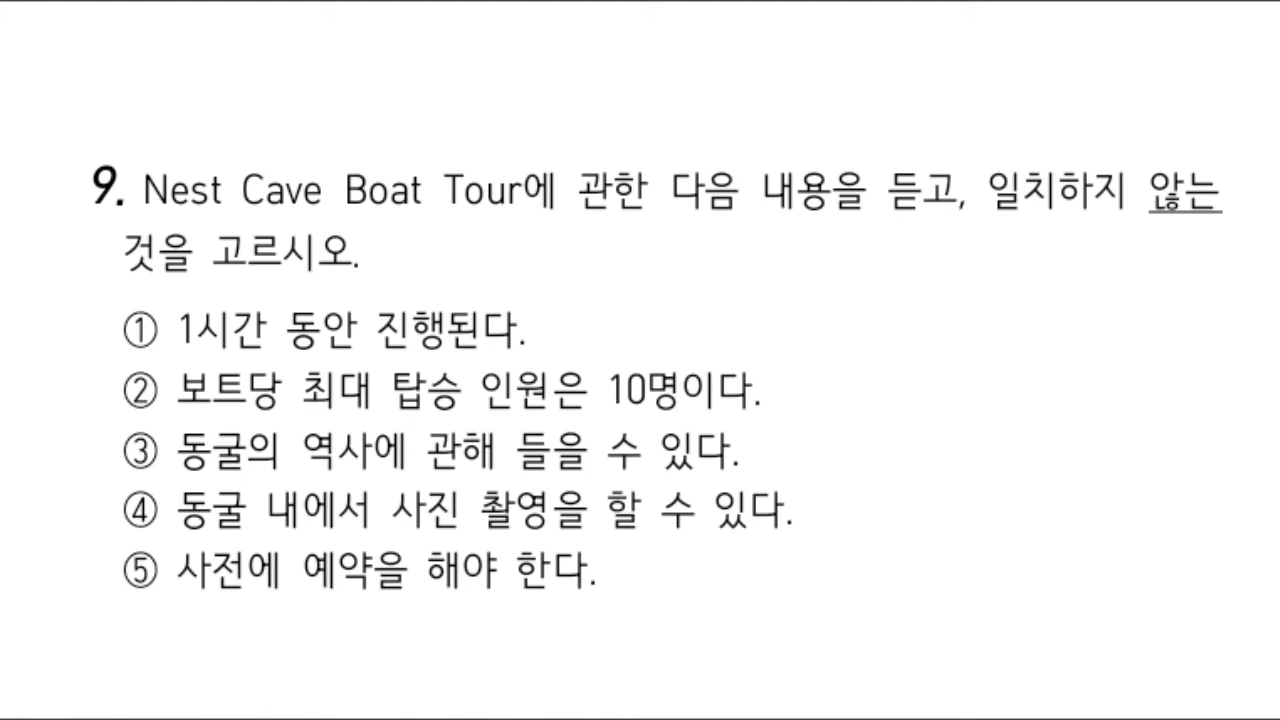 9. Nest Cave Boat Tour에 관한 다음 내용을 듣고, 일치하지 않는
것을 고르시오.
① 1시간 동안 진행된다.
② 보트당 최대 탑승 인원은 10명이다.
③ 동굴의 역사에 관해 들을 수 있다.
④ 동굴 내에서 사진 촬영을 할 수 있다.
⑤ 사전에 예약을 해야 한다.